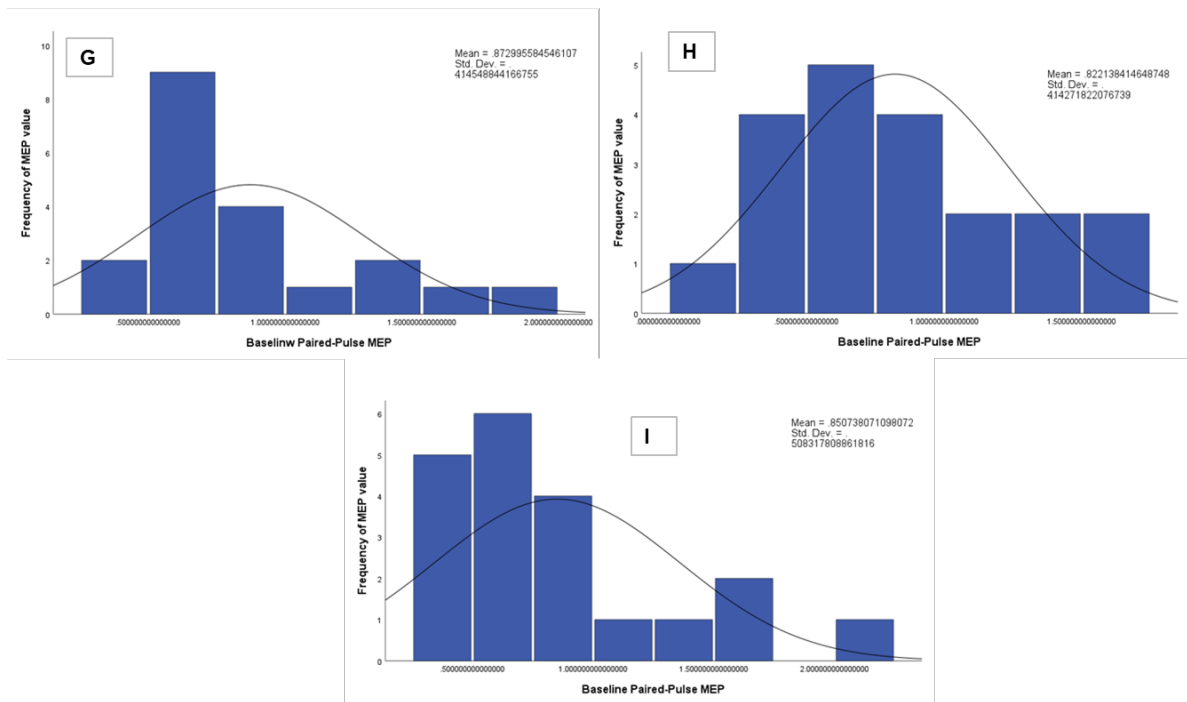 G
Mean = .872995584546107
Std. Dev. = .
414548844166755
Frequency of MEP value
10
8
6
4
2
0
.500000000000000 1.000000000000000 1.500000000000000 2.000000000000000
Baselinw Paired-Pulse MEP
H
Mean = .822138414648748
Std. Dev. = .
414271822076739
Frequency of MEP value
5
4
3
2
1
0
.000000000000000 .500000000000000 1.000000000000000 1.500000000000000
Baseline Paired-Pulse MEP
I
Mean = .850738071098072
Std. Dev. = .
508317808861816
Frequency of MEP value
6
5
4
3
2
1
0
.500000000000000 1.000000000000000 1.500000000000000 2.000000000000000
Baseline Paired-Pulse MEP